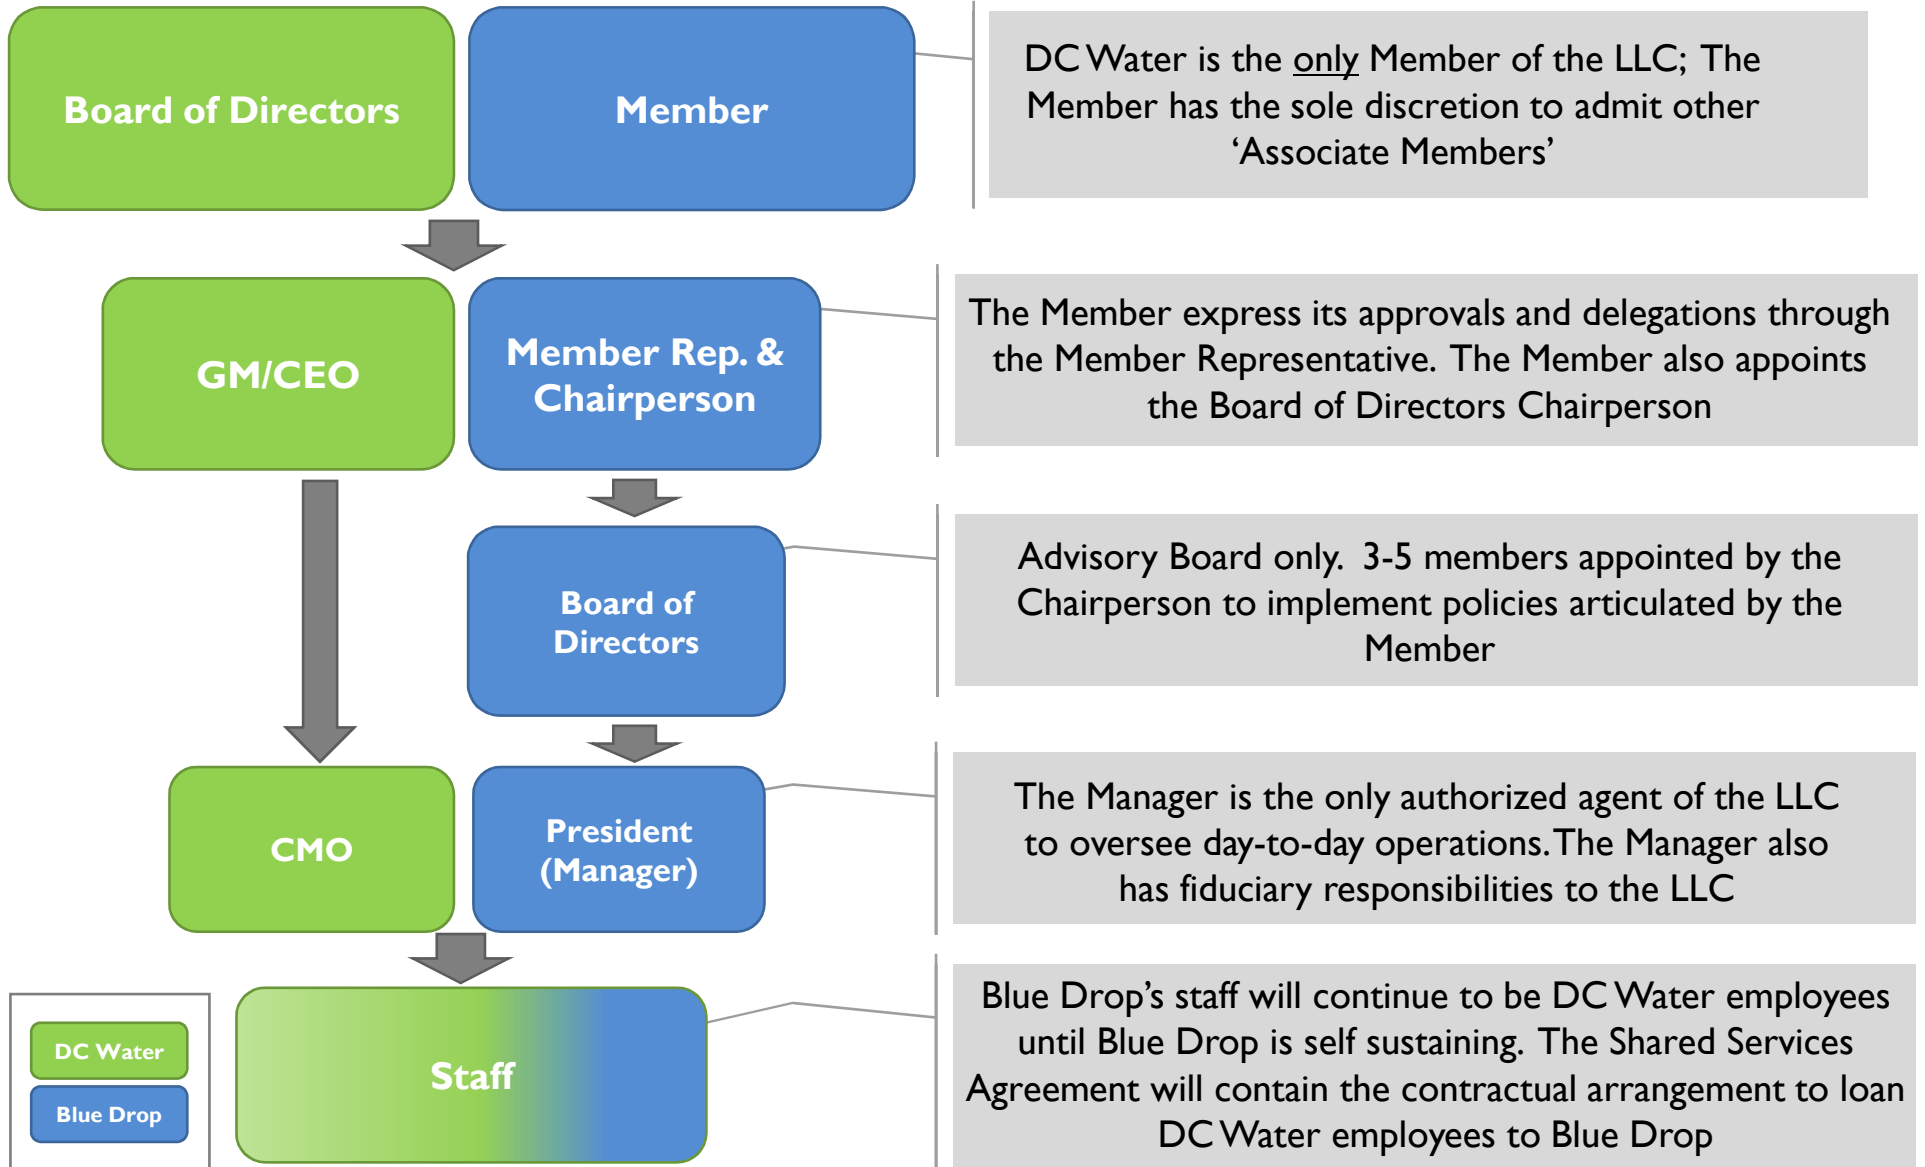 Board of Directors
Member
DC Water is the only Member of the LLC; The
Member has the sole discretion to admit other
‘Associate Members’
GM/CEO
Member Rep. &
Chairperson
The Member express its approvals and delegations through
the Member Representative. The Member also appoints
the Board of Directors Chairperson
Board of
Directors
Advisory Board only. 3-5 members appointed by the
Chairperson to implement policies articulated by the
Member
CMO
President
(Manager)
The Manager is the only authorized agent of the LLC
to oversee day-to-day operations. The Manager also
has fiduciary responsibilities to the LLC
DC Water
Blue Drop
Staff
Blue Drop’s staff will continue to be DC Water employees
until Blue Drop is self sustaining. The Shared Services
Agreement will contain the contractual arrangement to loan
DC Water employees to Blue Drop